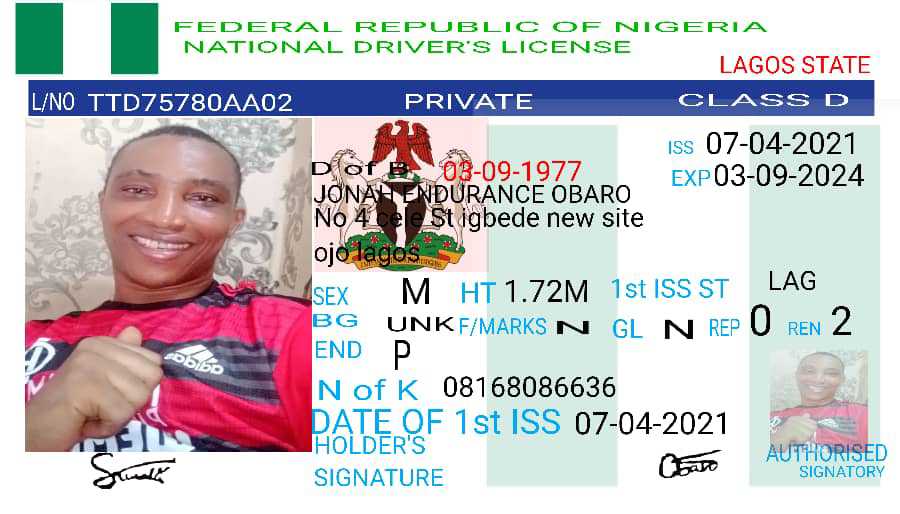 FEDERAL REPUBLIC OF NIGERIA
NATIONAL DRIVER'S LICENSE
LAGOS STATE
L/NO TTD75780AA02 PRIVATE CLASS D
ISS 07-04-2021
D of B 03-09-1977
EXP 03-09-2024
JONAH ENDURANCE OBARO
No 4 cele St igbede new site
ojo lagos
SEX M HT 1.72M 1st ISS ST LAG
BG UNK F/MARKS N GL N REP 0 REN 2
END P
N of K 08168086636
DATE OF 1st ISS 07-04-2021
adidas
HOLDER'S
SIGNATURE
Obaro
AUTHORISED
SIGNATORY